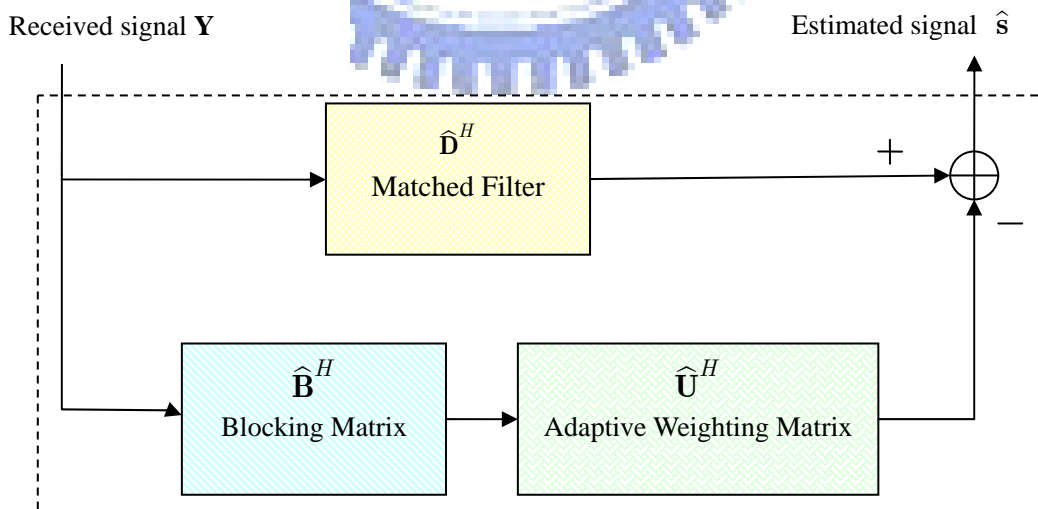 Received signal Y
Estimated signal ŝ
D̂^H
Matched Filter
+
−
B̂^H
Blocking Matrix
Û^H
Adaptive Weighting Matrix